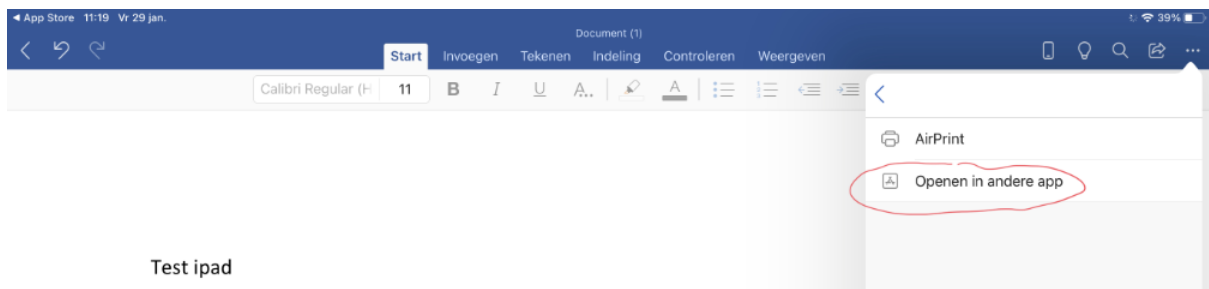 App Store 11:19 Vr 29 jan.
39%
Document (1)
Start Invoegen Tekenen Indeling Controleren Weergeven
Calibri Regular (H 11 B I U A.. A
AirPrint
Openen in andere app
Test ipad